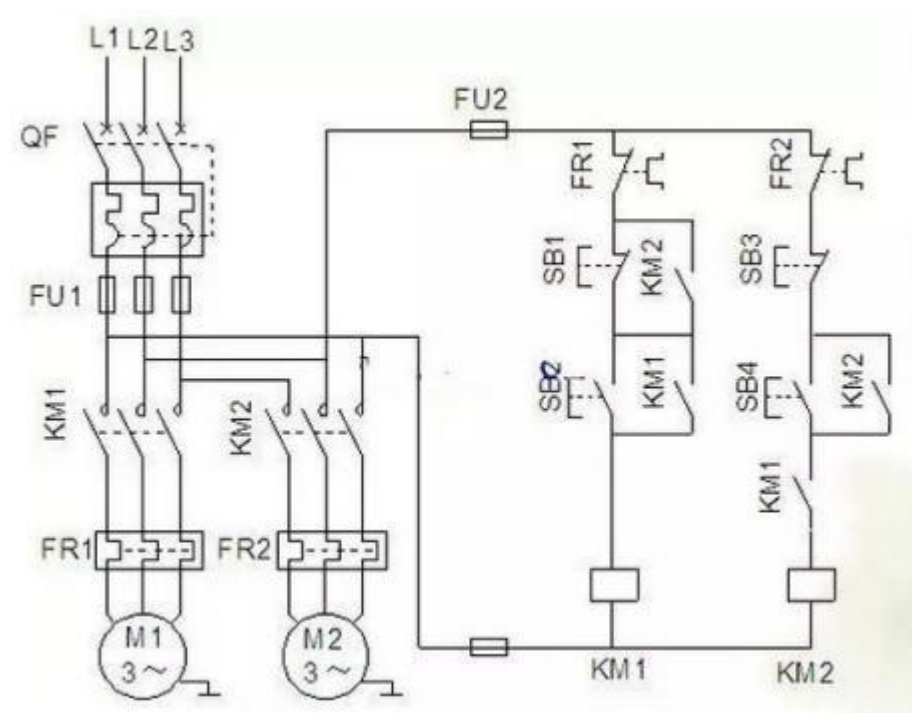 L1 L2 L3
QF
FU2
FR1
FR2
SB1
KM2
SB3
FU1
SB2
KM1
SB4
KM2
KM1
KM2
KM1
FR1
FR2
M1
3~
M2
3~
KM1
KM2